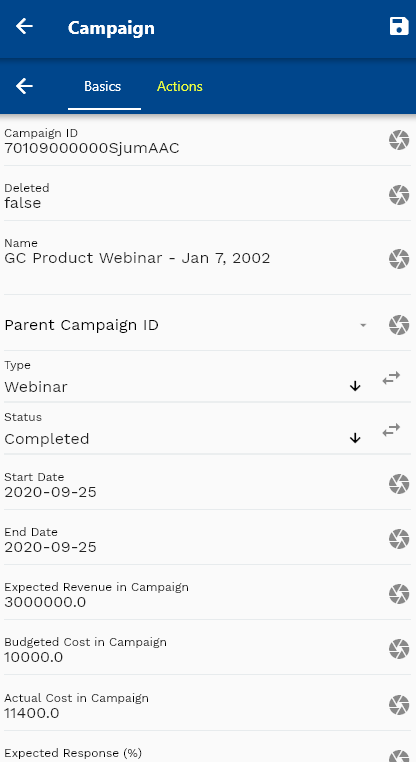 Campaign
Basics Actions
Campaign ID
70109000000SjumAAC
Deleted
false
Name
GC Product Webinar - Jan 7, 2002
Parent Campaign ID
Type
Webinar
Status
Completed
Start Date
2020-09-25
End Date
2020-09-25
Expected Revenue in Campaign
3000000.0
Budgeted Cost in Campaign
10000.0
Actual Cost in Campaign
11400.0
Expected Response (%)